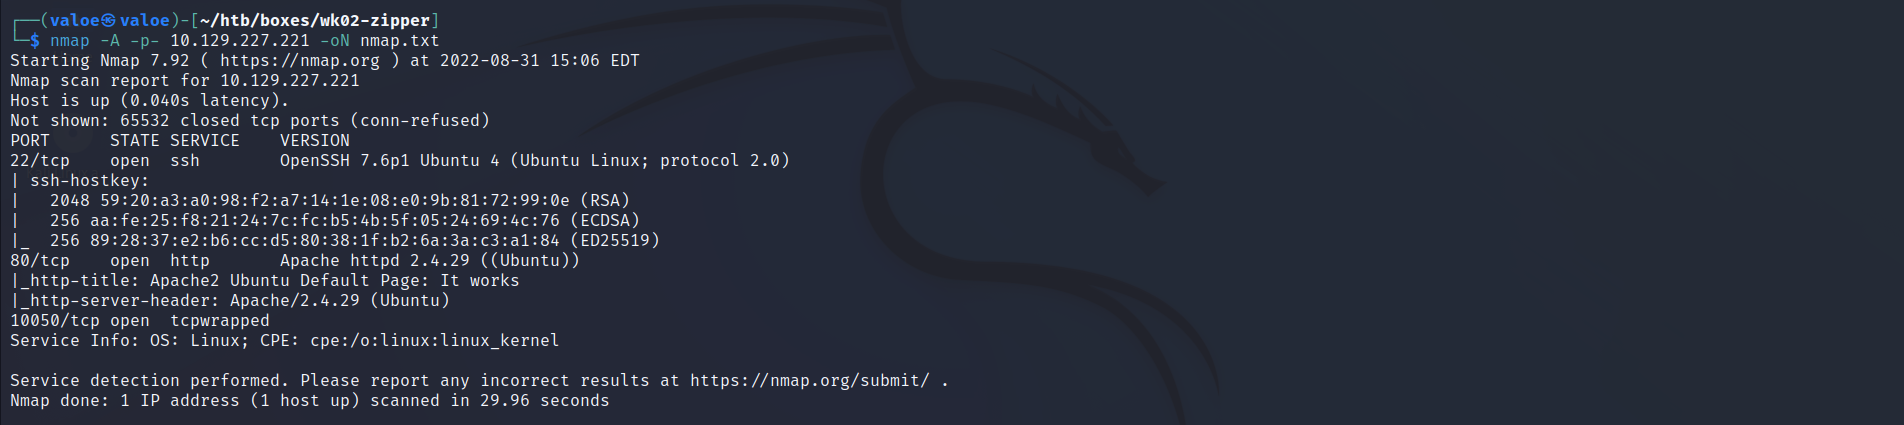 ┌──(valoe㉿valoe)-[~/htb/boxes/wk02-zipper]
└─$ nmap -A -p- 10.129.227.221 -oN nmap.txt
Starting Nmap 7.92 ( https://nmap.org ) at 2022-08-31 15:06 EDT
Nmap scan report for 10.129.227.221
Host is up (0.040s latency).
Not shown: 65532 closed tcp ports (conn-refused)
PORT      STATE SERVICE    VERSION
22/tcp    open  ssh        OpenSSH 7.6p1 Ubuntu 4 (Ubuntu Linux; protocol 2.0)
| ssh-hostkey:
|   2048 59:20:a3:a0:98:f2:a7:14:1e:08:e0:9b:81:72:99:0e (RSA)
|   256 aa:fe:25:f8:21:24:7c:fc:b5:4b:5f:05:24:69:4c:76 (ECDSA)
|_  256 89:28:37:e2:b6:cc:d5:80:38:1f:b2:6a:3a:c3:a1:84 (ED25519)
80/tcp    open  http       Apache httpd 2.4.29 ((Ubuntu))
|_http-title: Apache2 Ubuntu Default Page: It works
|_http-server-header: Apache/2.4.29 (Ubuntu)
10050/tcp open  tcpwrapped
Service Info: OS: Linux; CPE: cpe:/o:linux:linux_kernel

Service detection performed. Please report any incorrect results at https://nmap.org/submit/ .
Nmap done: 1 IP address (1 host up) scanned in 29.96 seconds